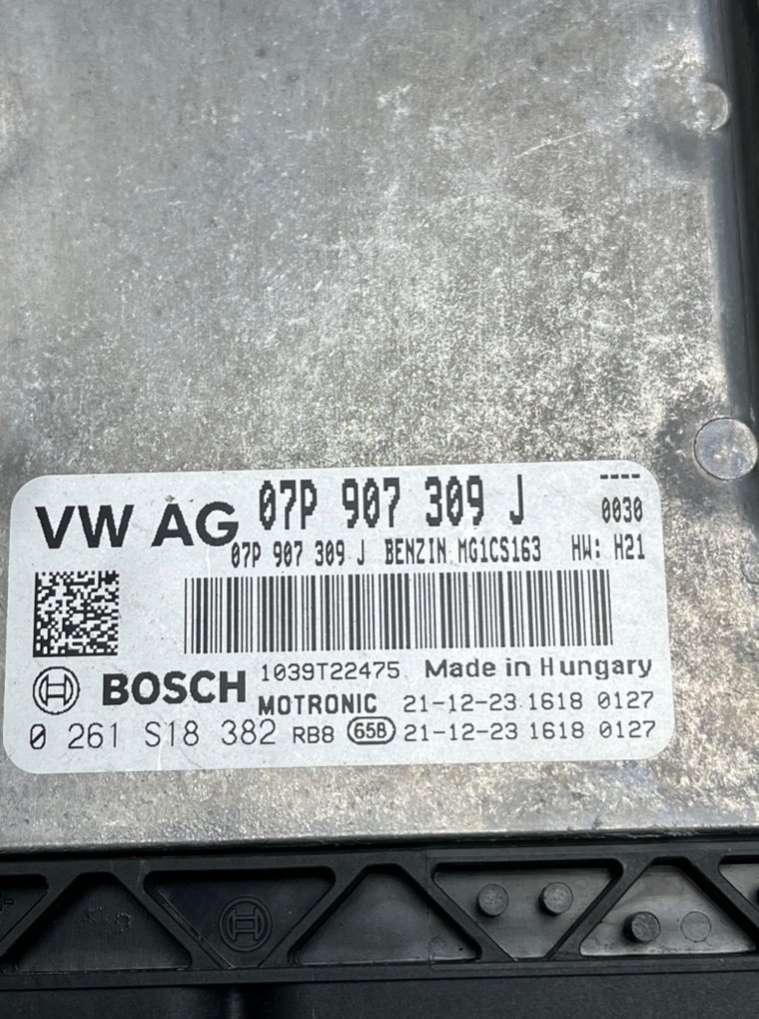 VW AG 07P 907 309 J ----
0030
07P 907 309 J BENZIN MG1CS163 HW: H21
BOSCH 1039T22475 Made in Hungary
MOTRONIC 21-12-23 1618 0127
0 261 S18 382 RB8 65B 21-12-23 1618 0127